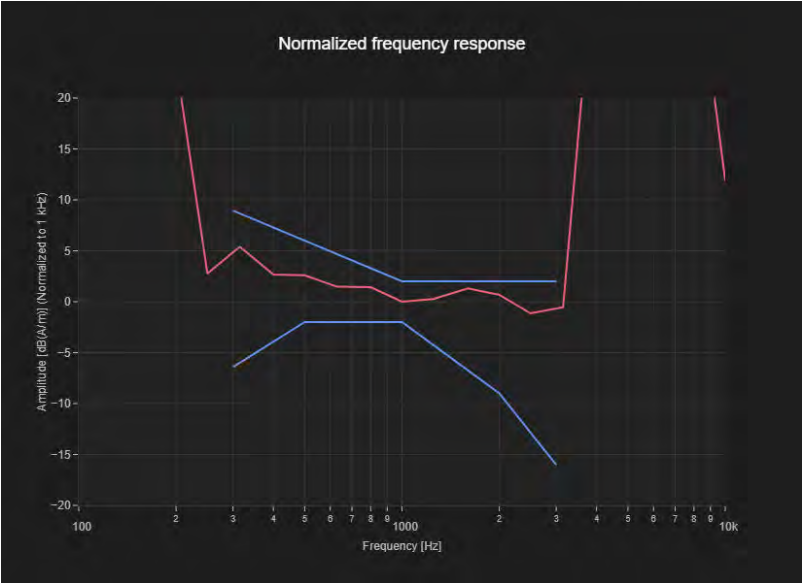 Normalized frequency response
Amplitude [dB(A/m)] (Normalized to 1 kHz)
20
15
10
5
0
−5
−10
−15
−20
100 2 3 4 5 6 7 8 9 1000 2 3 4 5 6 7 8 9 10k
Frequency [Hz]